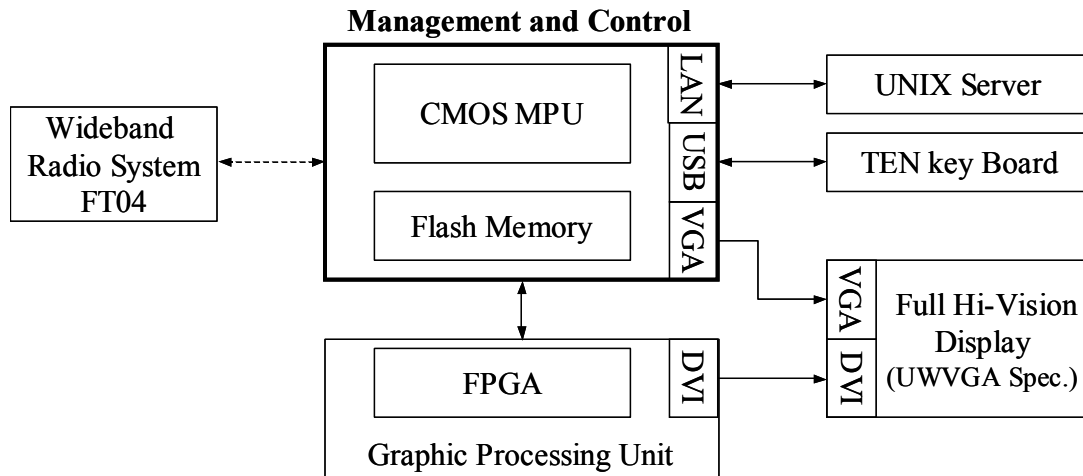 Management and Control
CMOS MPU
Flash Memory
LAN
USB
VGA
Wideband
Radio System
FT04
UNIX Server
TEN key Board
VGA
DVI
Full Hi-Vision
Display
(UWVGA Spec.)
FPGA
DVI
Graphic Processing Unit